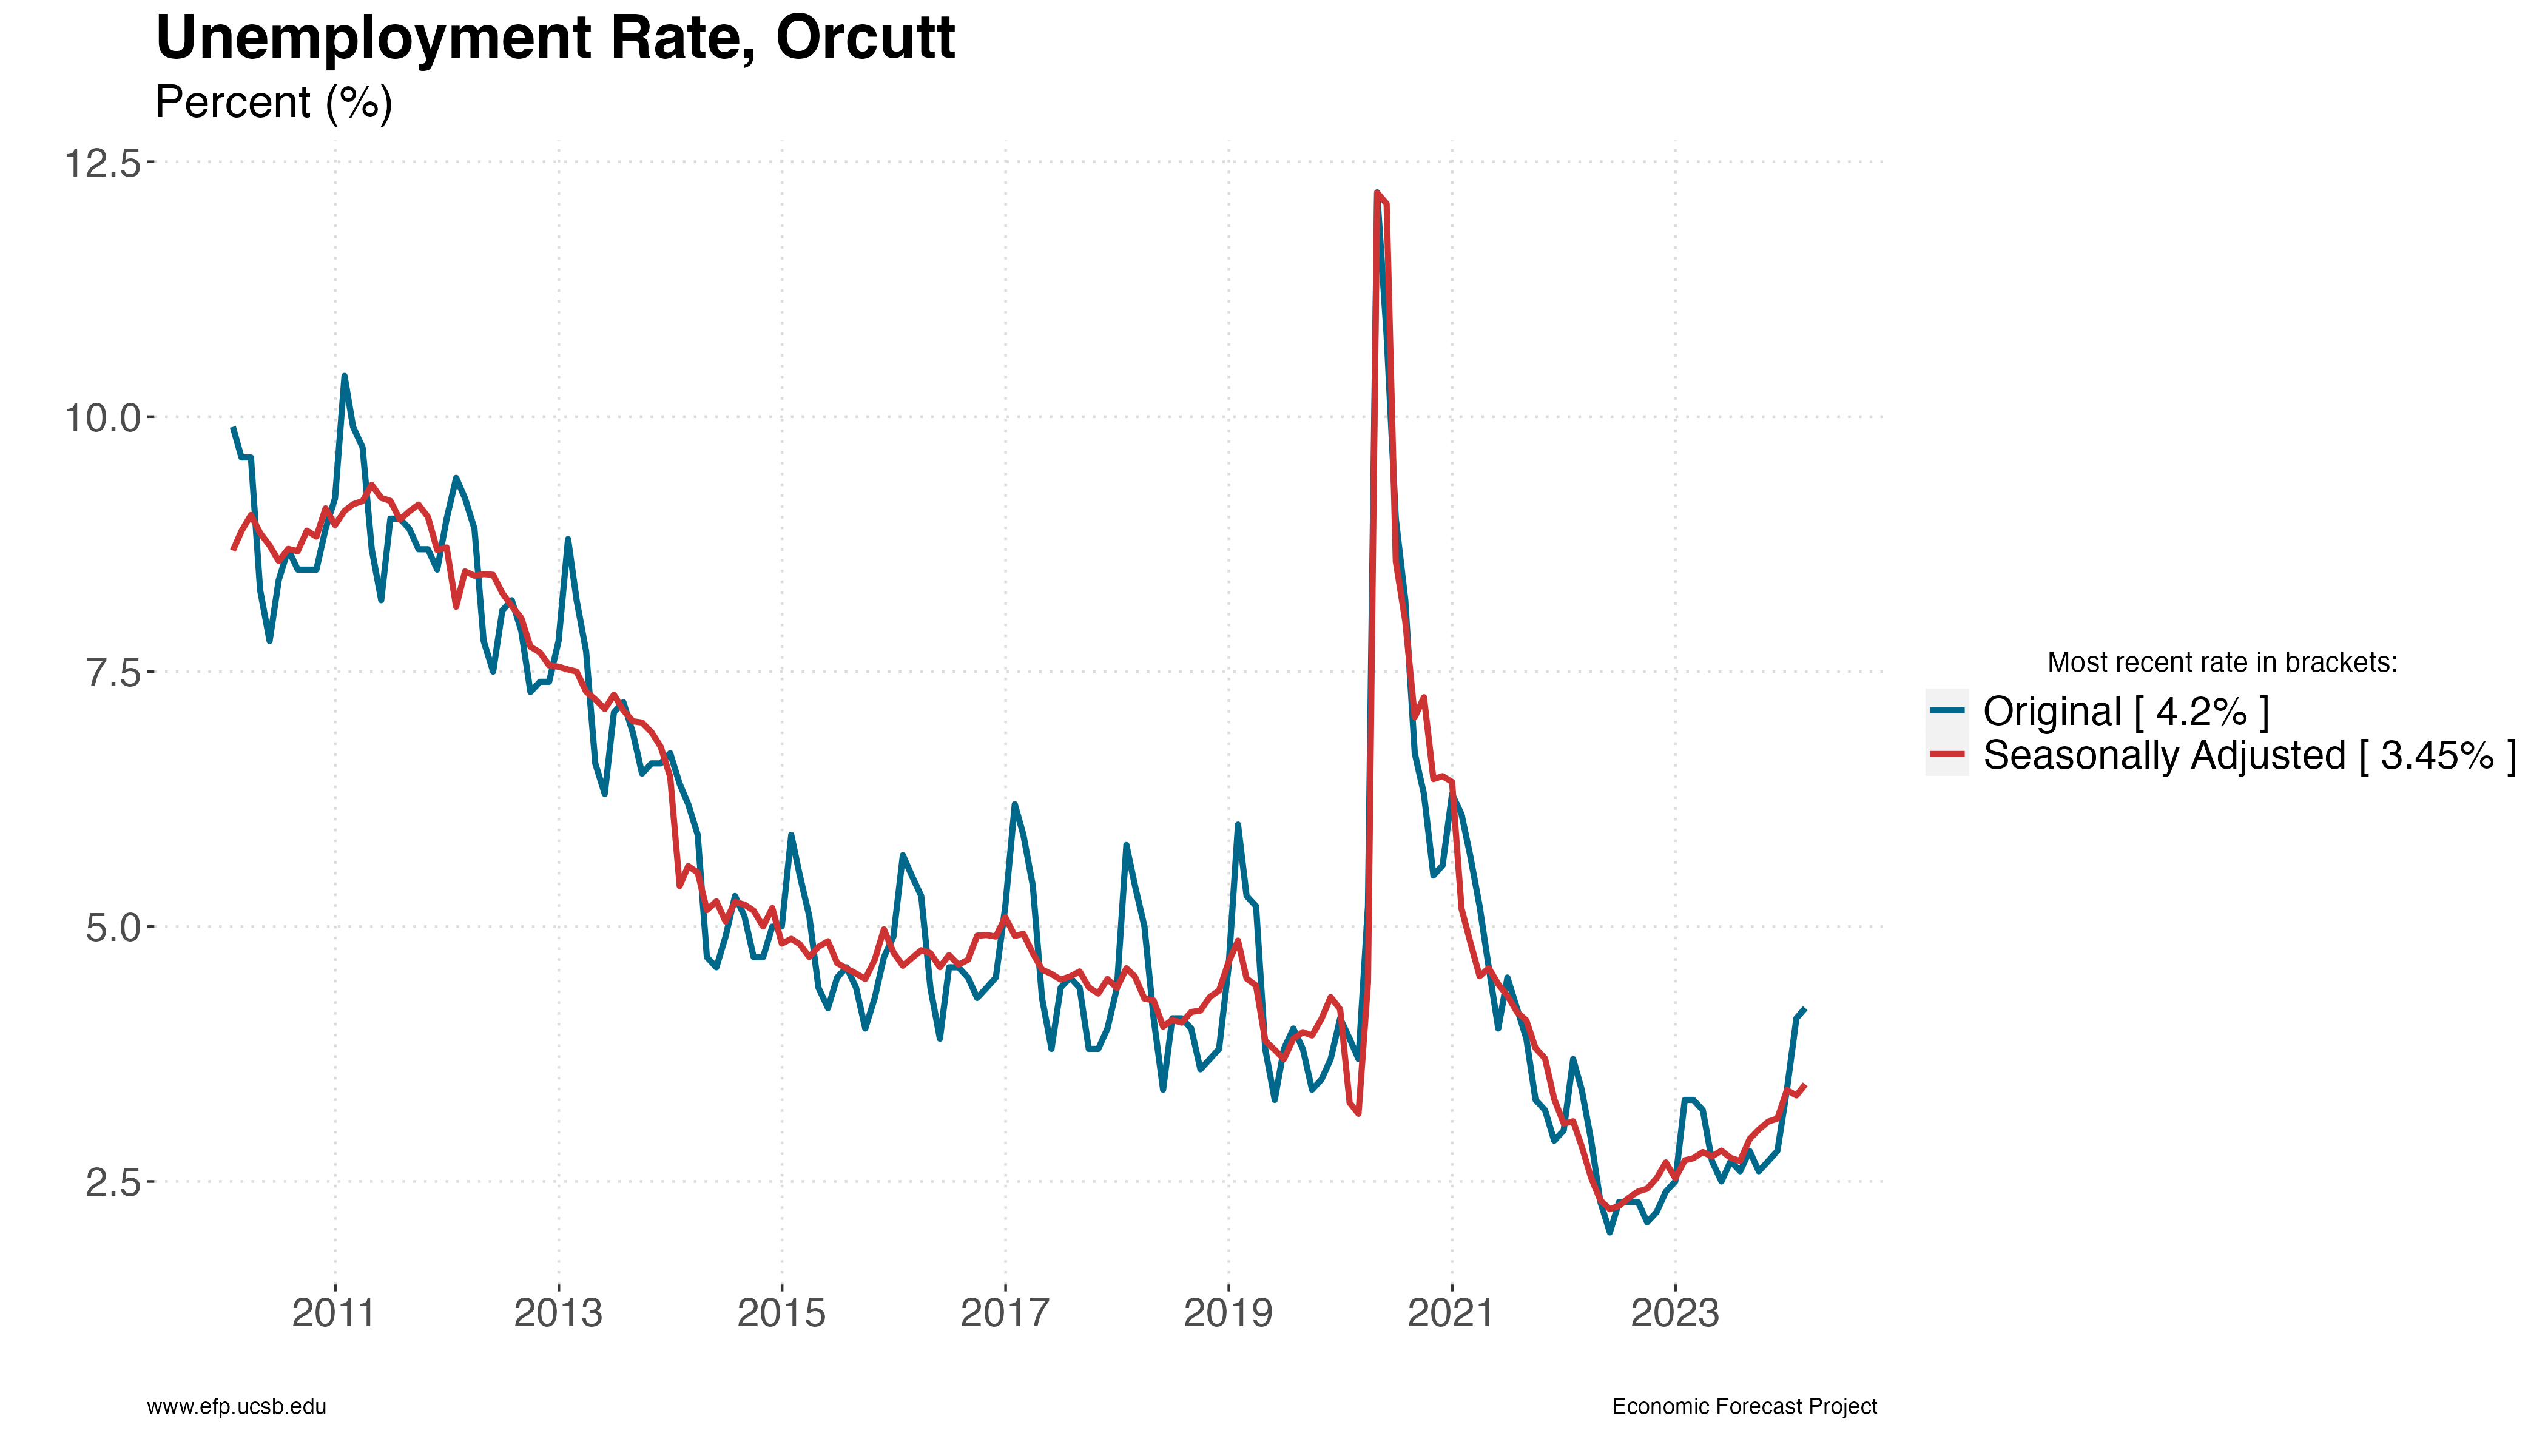 Unemployment Rate, Orcutt
Percent (%)
12.5
10.0
7.5
5.0
2.5
2011 2013 2015 2017 2019 2021 2023
Most recent rate in brackets:
Original [ 4.2% ]
Seasonally Adjusted [ 3.45% ]
www.efp.ucsb.edu
Economic Forecast Project